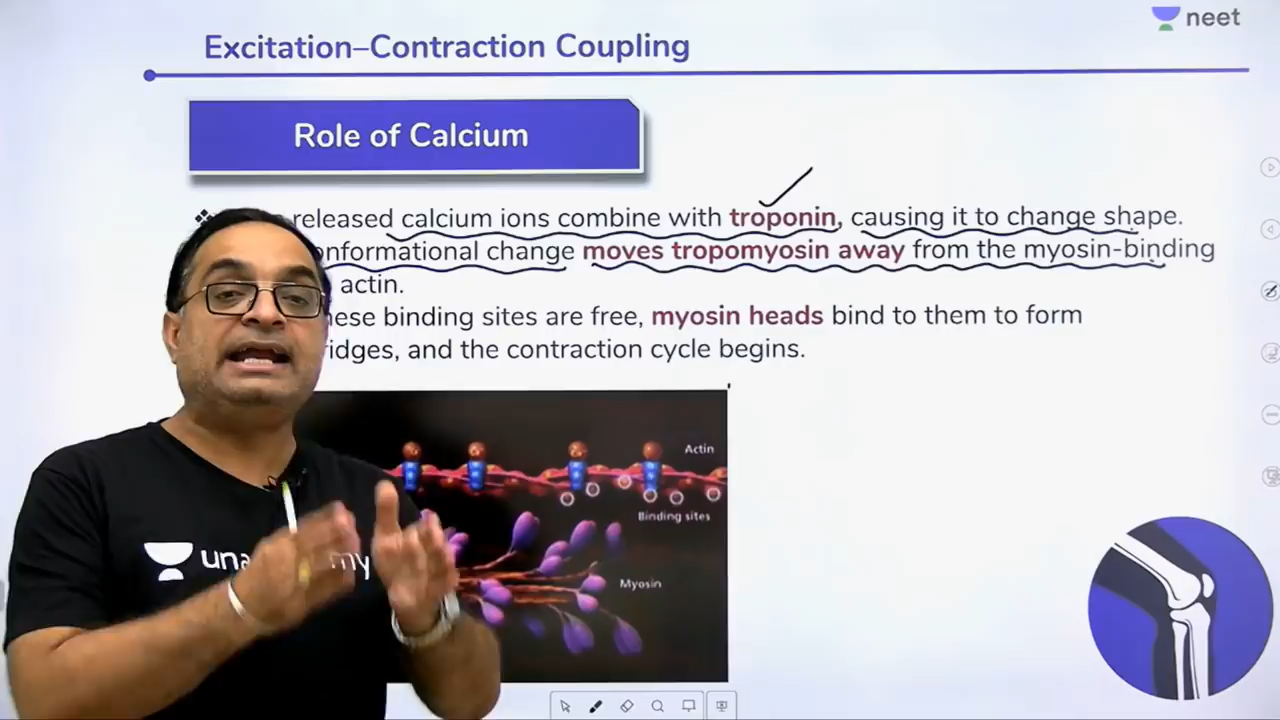 neet
Excitation–Contraction Coupling
Role of Calcium
released calcium ions combine with troponin, causing it to change shape.
onformational change moves tropomyosin away from the myosin-binding
actin.
hese binding sites are free, myosin heads bind to them to form
ridges, and the contraction cycle begins.
Actin
Binding sites
Myosin
una my